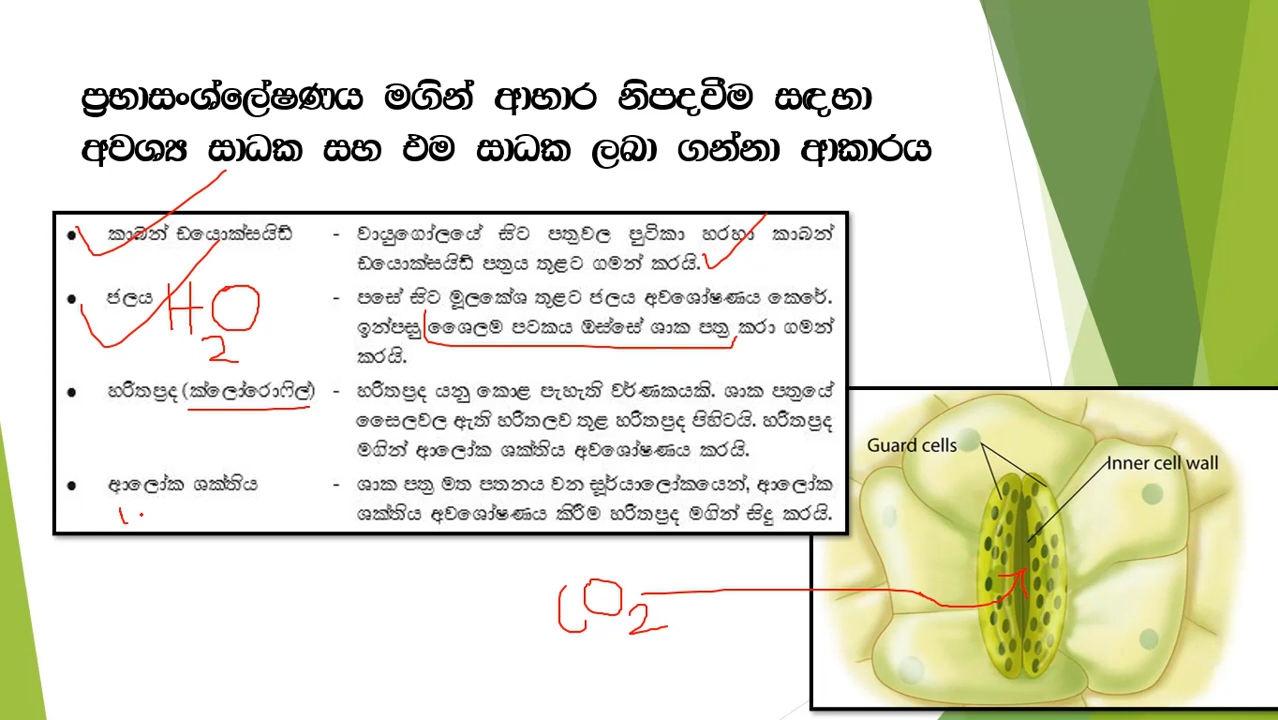 ප්‍රභාසංශ්ලේෂණය මගින් ආහාර නිපදවීම සඳහා
අවශ්‍ය සාධක සහ එම සාධක ලබා ගන්නා ආකාරය
● කාබන් ඩයොක්සයිඩ් - වායුගෝලයේ සිට පත්‍රවල පුටිකා හරහා කාබන්
ඩයොක්සයිඩ් පත්‍රය තුළට ගමන් කරයි.
● ජලය - පසේ සිට මූලකේශ තුළට ජලය අවශෝෂණය කෙරේ.
H2O
ඉන්පසු ශෛලම පටකය ඔස්සේ ශාක පත්‍ර කරා ගමන්
කරයි.
● හරිතප්‍රද (ක්ලෝරොෆිල්) - හරිතප්‍රද යනු කොළ පැහැති වර්ණකයකි. ශාක පත්‍රයේ
සෛලවල ඇති හරිතලව තුළ හරිතප්‍රද පිහිටයි. හරිතප්‍රද
මගින් ආලෝක ශක්තිය අවශෝෂණය කරයි.
● ආලෝක ශක්තිය - ශාක පත්‍ර මත පතනය වන සූර්යාලෝකයෙන්, ආලෝක
ශක්තිය අවශෝෂණය කිරීම හරිතප්‍රද මගින් සිදු කරයි.
Guard cells
Inner cell wall
CO2